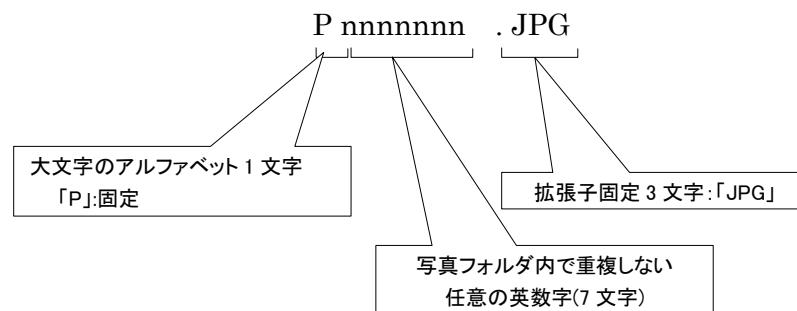 P nnnnnnn .JPG
大文字のアルファベット 1 文字
「P」:固定
拡張子固定 3 文字:「JPG」
写真フォルダ内で重複しない
任意の英数字(7 文字)